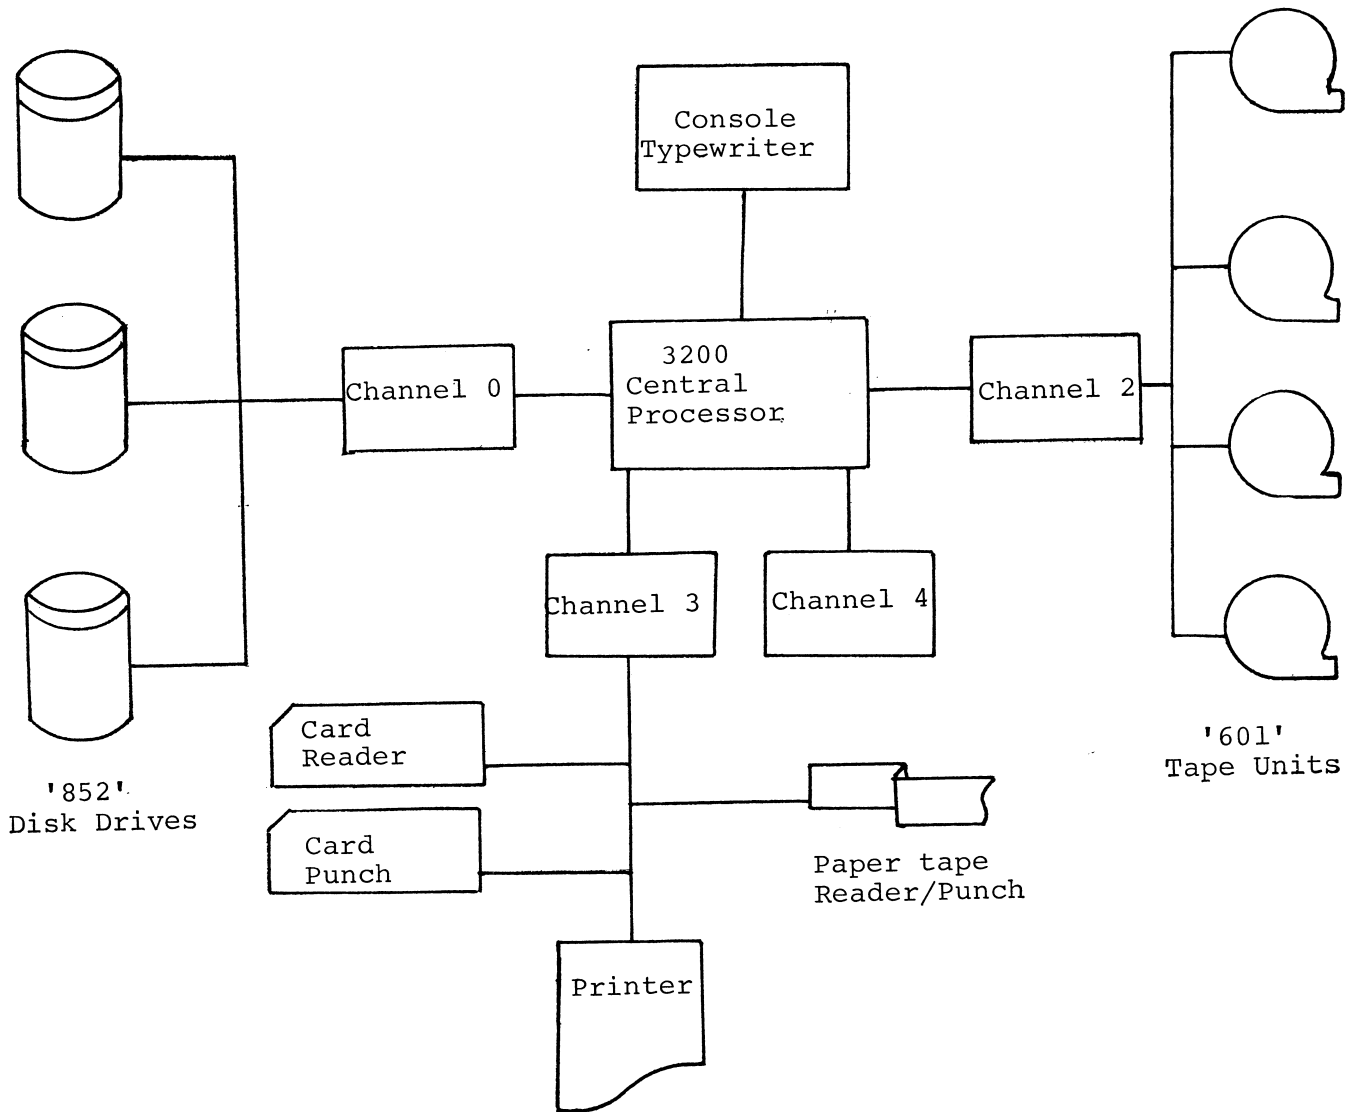 Console
Typewriter
3200
Central
Processor
Channel 0
Channel 2
Channel 3
Channel 4
Card
Reader
Card
Punch
Paper tape
Reader/Punch
Printer
'852'
Disk Drives
'601'
Tape Units